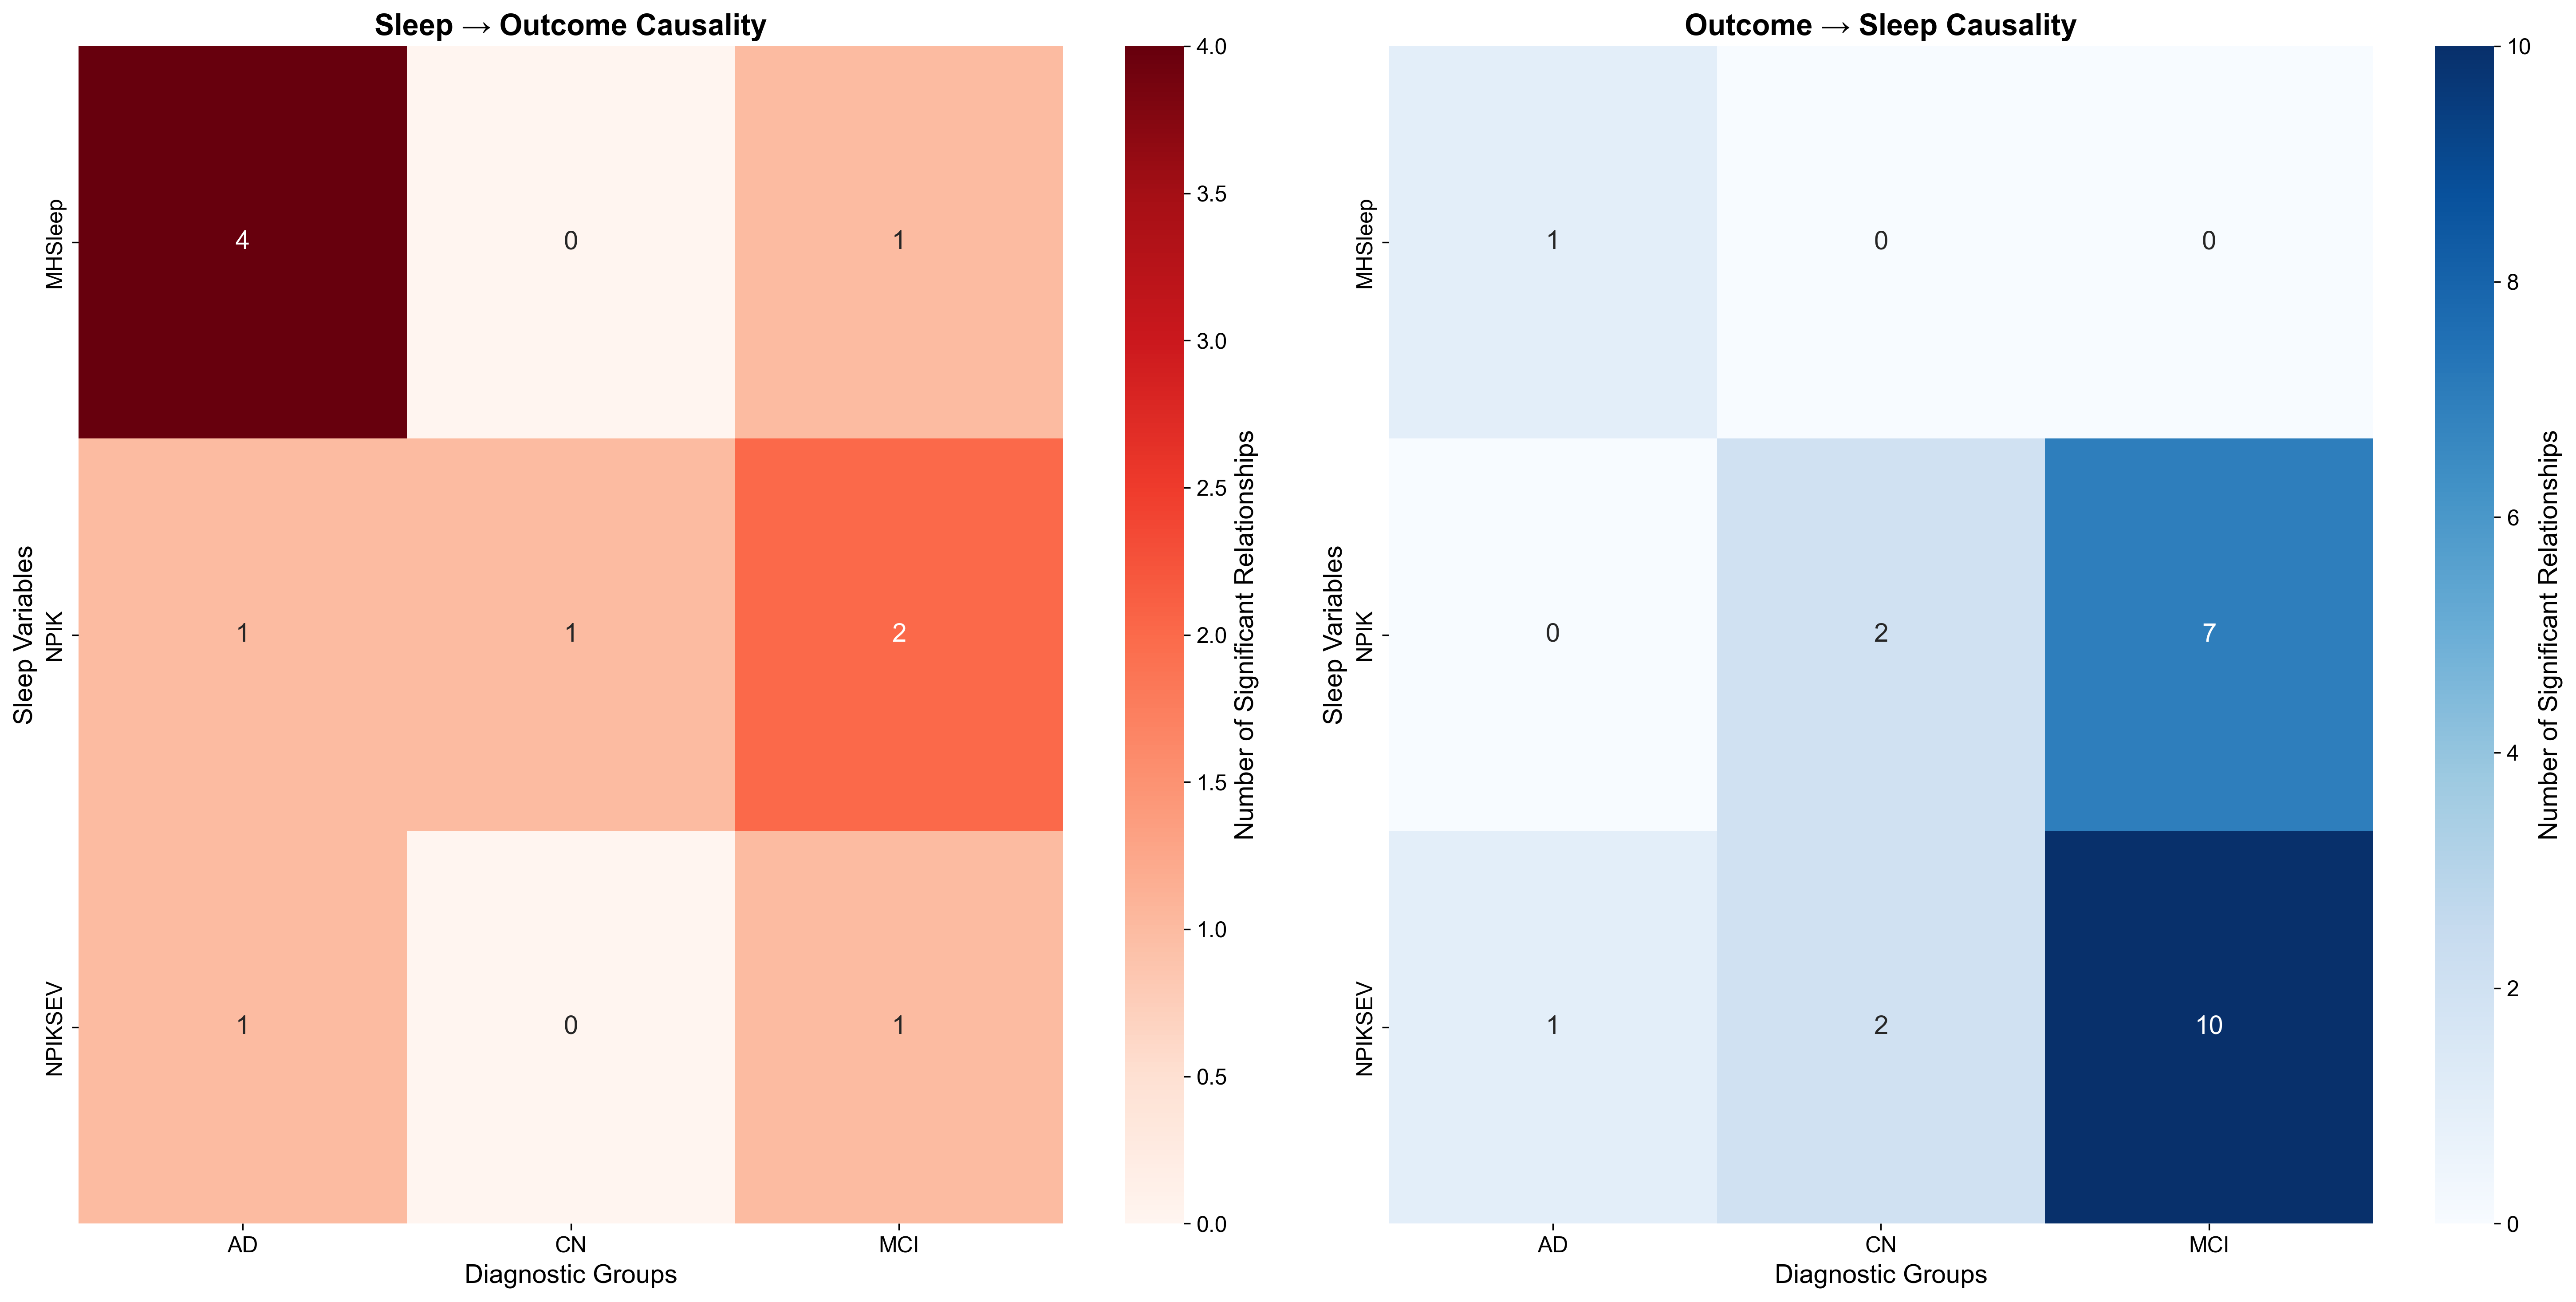 Sleep → Outcome Causality
Sleep Variables
MHSleep
NPIK
NPIKSEV
4 0 1
1 1 2
1 0 1
AD CN MCI
Diagnostic Groups
4.0
3.5
3.0
2.5
2.0
1.5
1.0
0.5
0.0
Number of Significant Relationships
Outcome → Sleep Causality
Sleep Variables
MHSleep
NPIK
NPIKSEV
1 0 0
0 2 7
1 2 10
AD CN MCI
Diagnostic Groups
10
8
6
4
2
0
Number of Significant Relationships